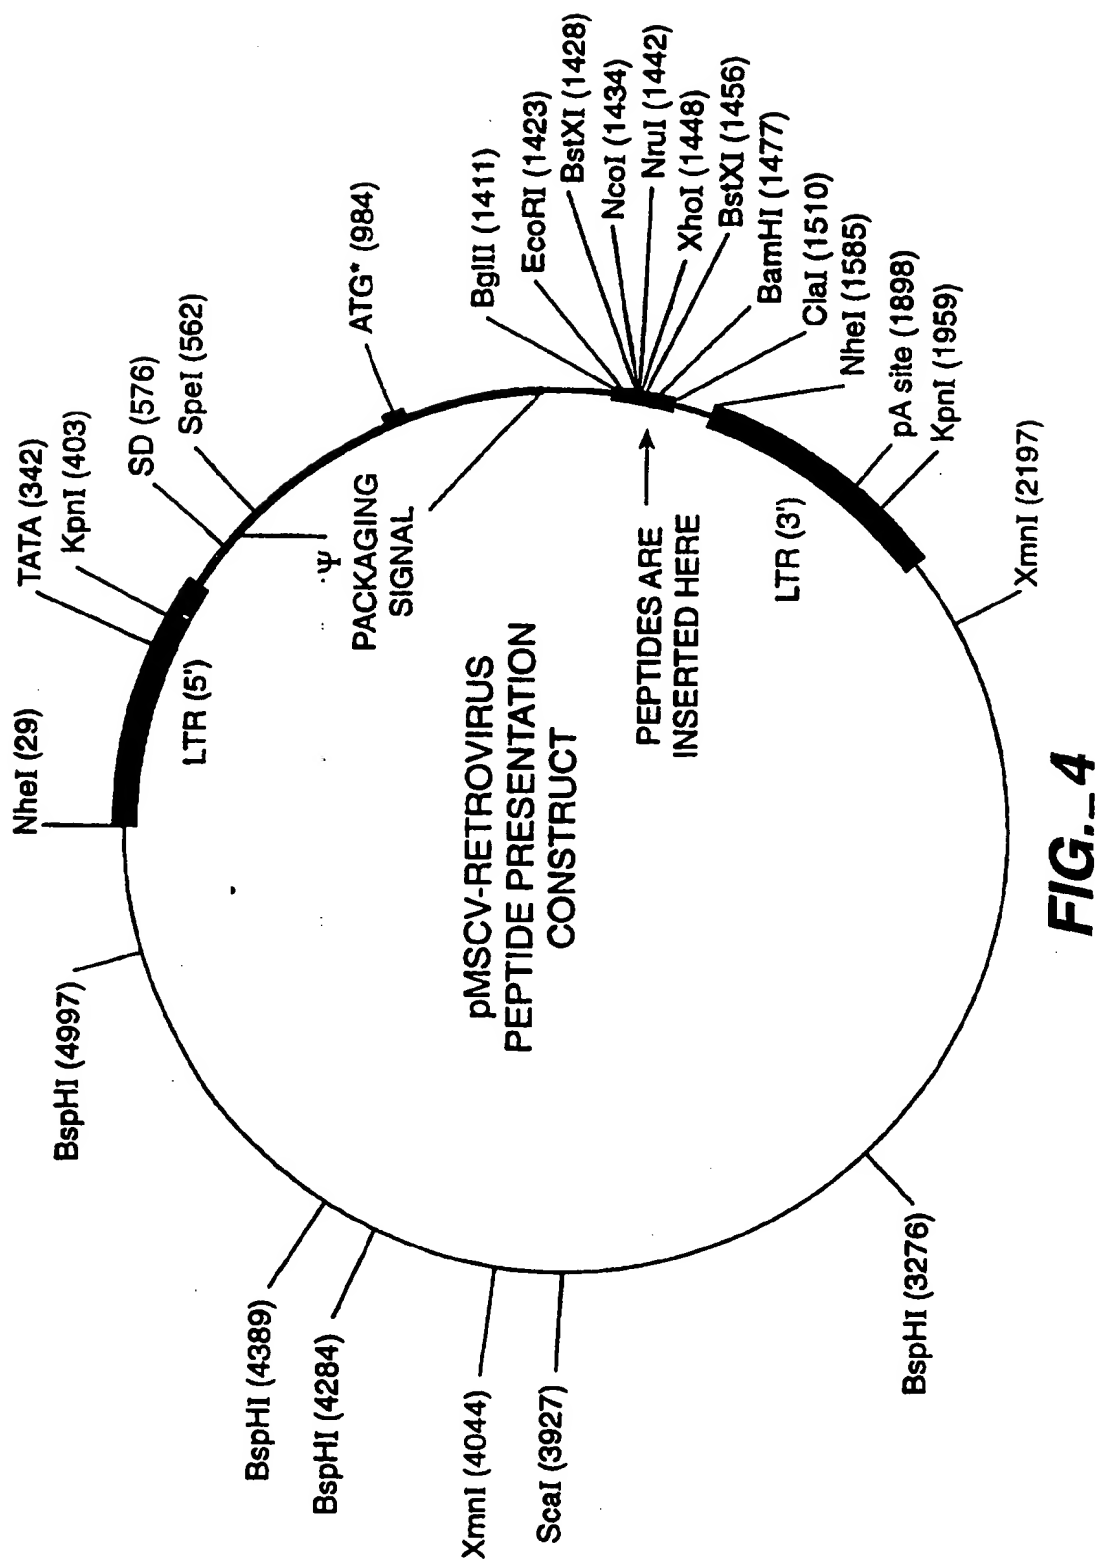 NheI (29)
TATA (342)
KpnI (403)
SD (576)
SpeI (562)
ATG* (984)
BglII (1411)
EcoRI (1423)
BstXI (1428)
NcoI (1434)
NruI (1442)
XhoI (1448)
BstXI (1456)
BamHI (1477)
ClaI (1510)
NheI (1585)
pA site (1898)
KpnI (1959)
XmnI (2197)
BspHI (3276)
ScaI (3927)
XmnI (4044)
BspHI (4284)
BspHI (4389)
BspHI (4997)
LTR (5')
Ψ
PACKAGING
SIGNAL
pMSCV-RETROVIRUS
PEPTIDE PRESENTATION
CONSTRUCT
PEPTIDES ARE
INSERTED HERE
LTR (3')
FIG._4